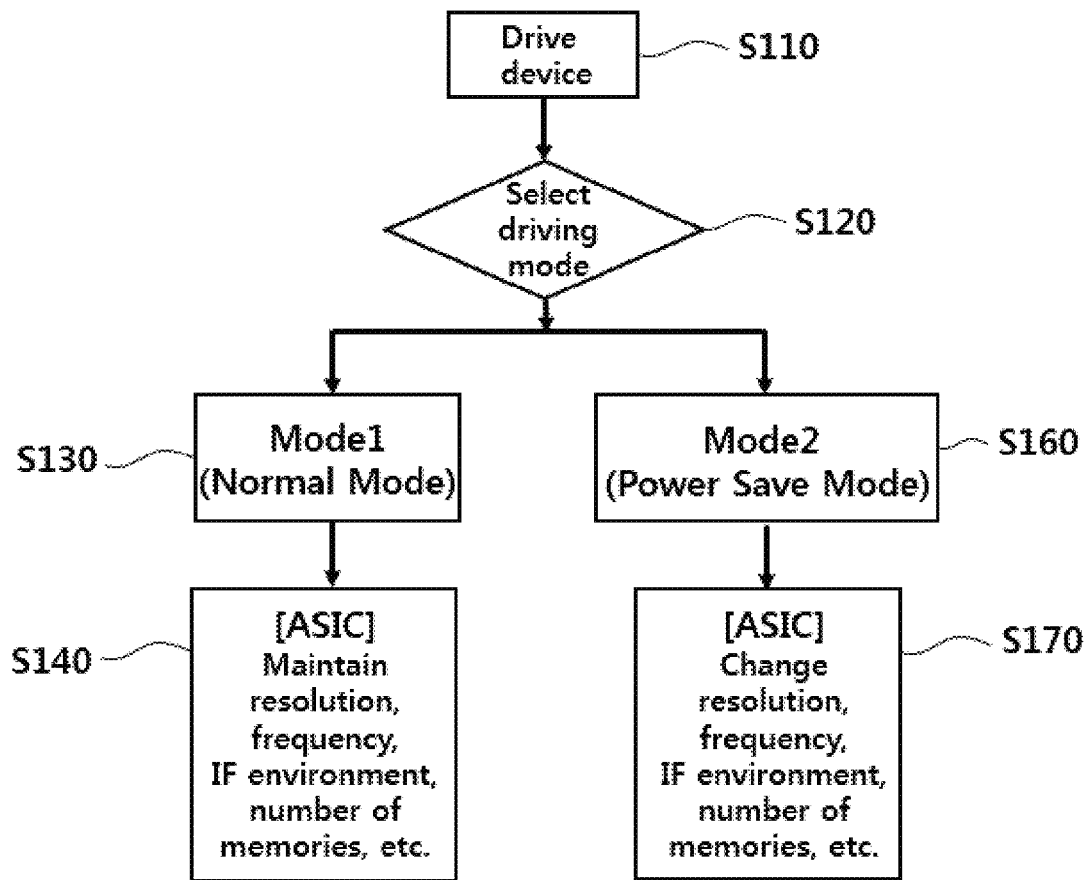 Drive
device
S110
Select
driving
mode
S120
Mode1
(Normal Mode)
S130
Mode2
(Power Save Mode)
S160
[ASIC]
Maintain
resolution,
frequency,
IF environment,
number of
memories, etc.
S140
[ASIC]
Change
resolution,
frequency,
IF environment,
number of
memories, etc.
S170